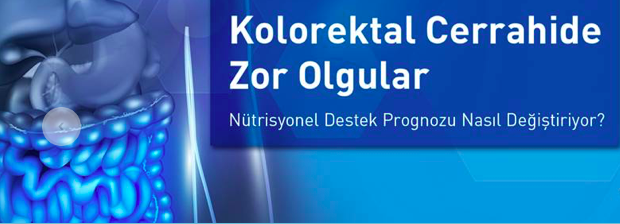 Kolorektal Cerrahide
Zor Olgular
Nütrisyonel Destek Prognozu Nasıl Değiştiriyor?